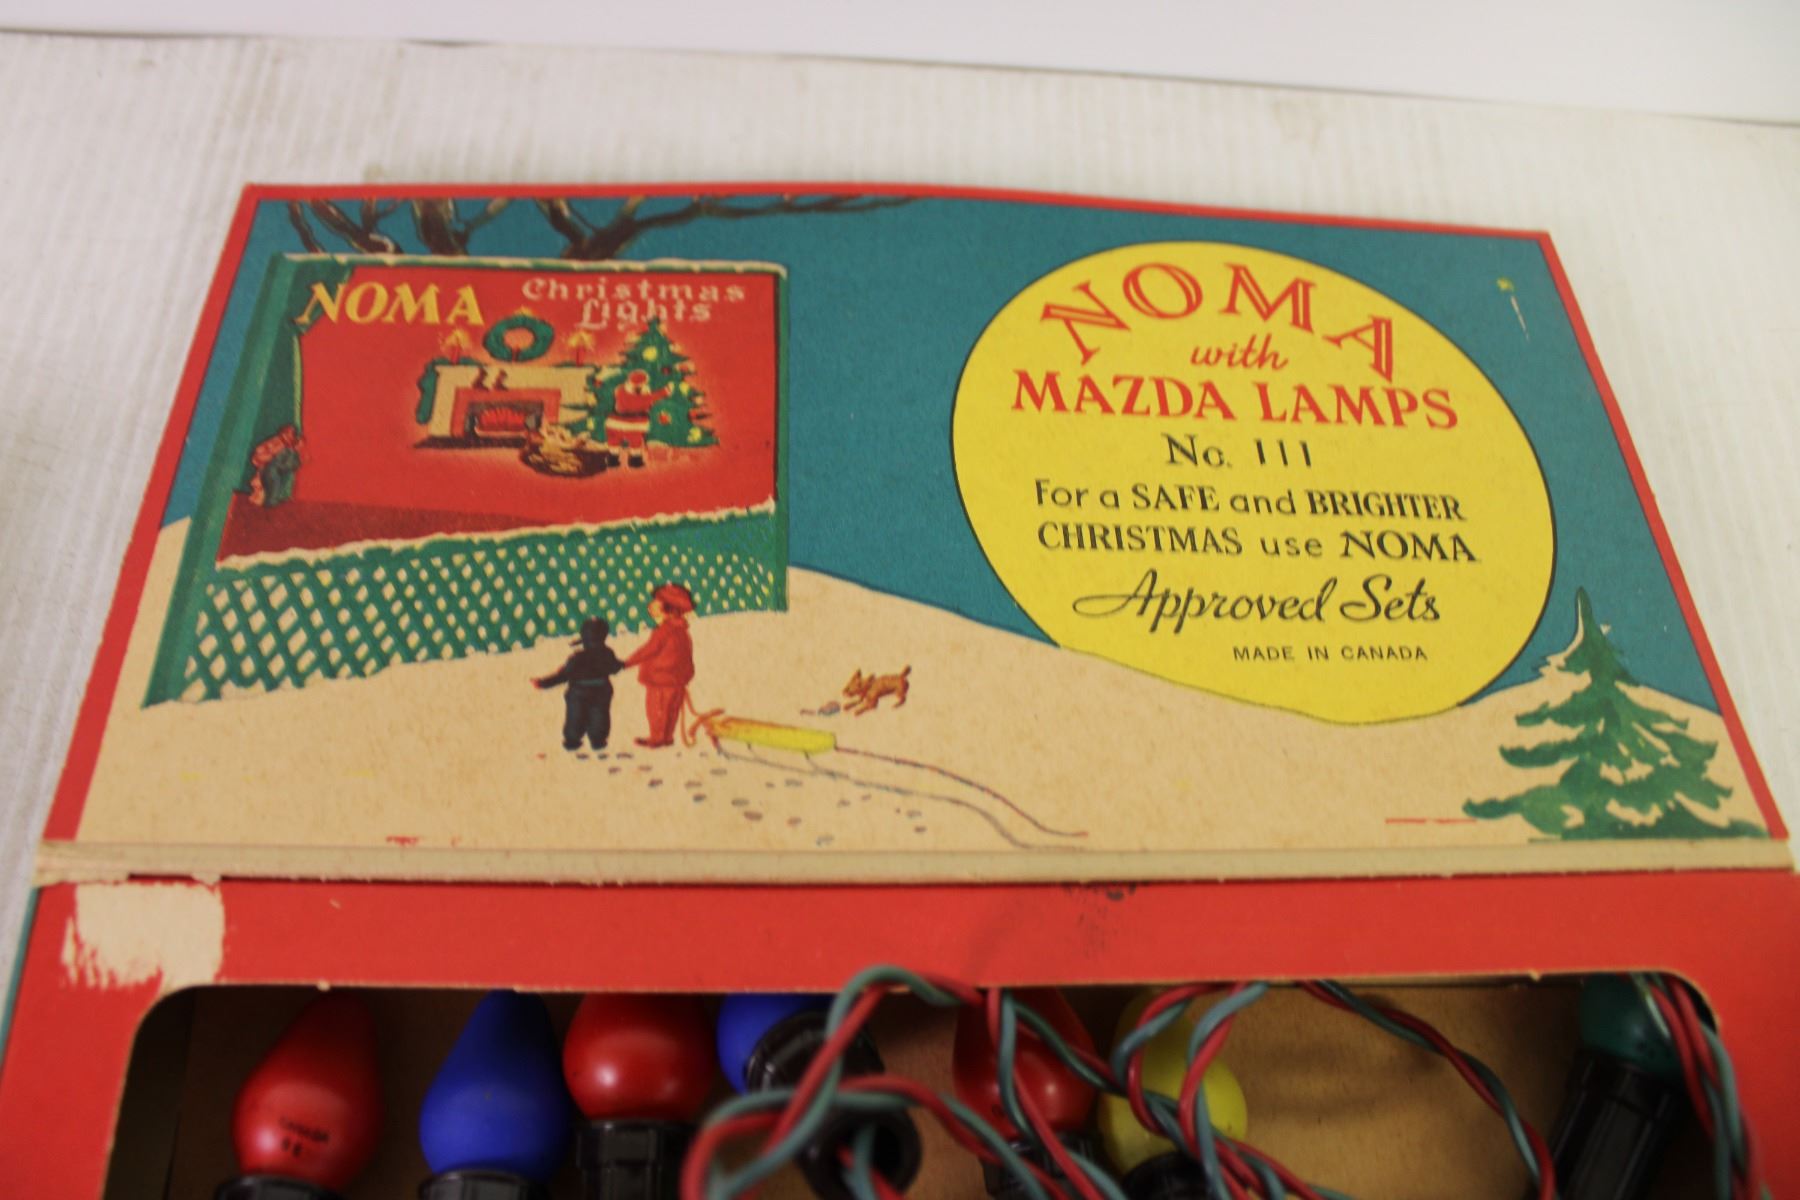 NOMA Christmas
Lights
NOMA
with
MAZDA LAMPS
No. 111
For a SAFE and BRIGHTER
CHRISTMAS use NOMA
Approved Sets
MADE IN CANADA
CANADA